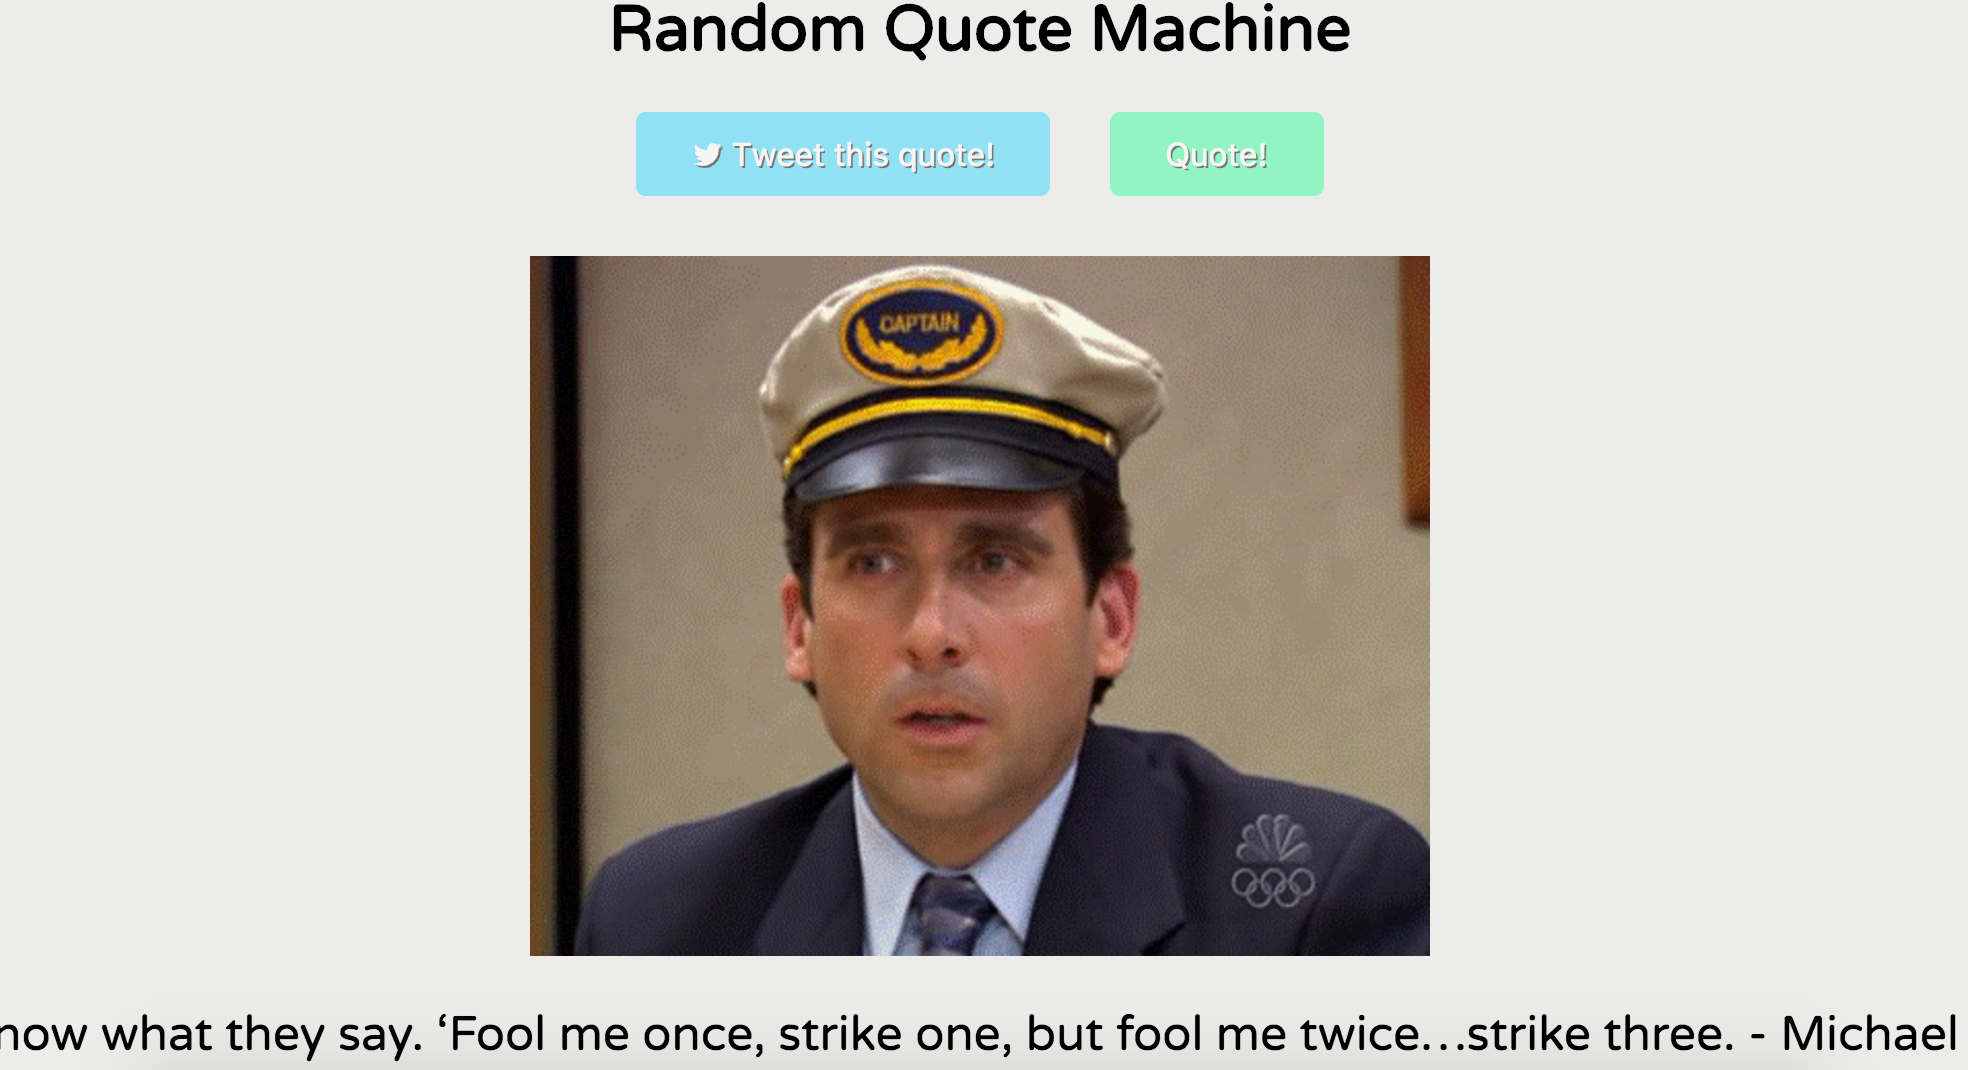 Random Quote Machine
Tweet this quote!
Quote!
CAPTAIN
now what they say. ‘Fool me once, strike one, but fool me twice...strike three. - Michael